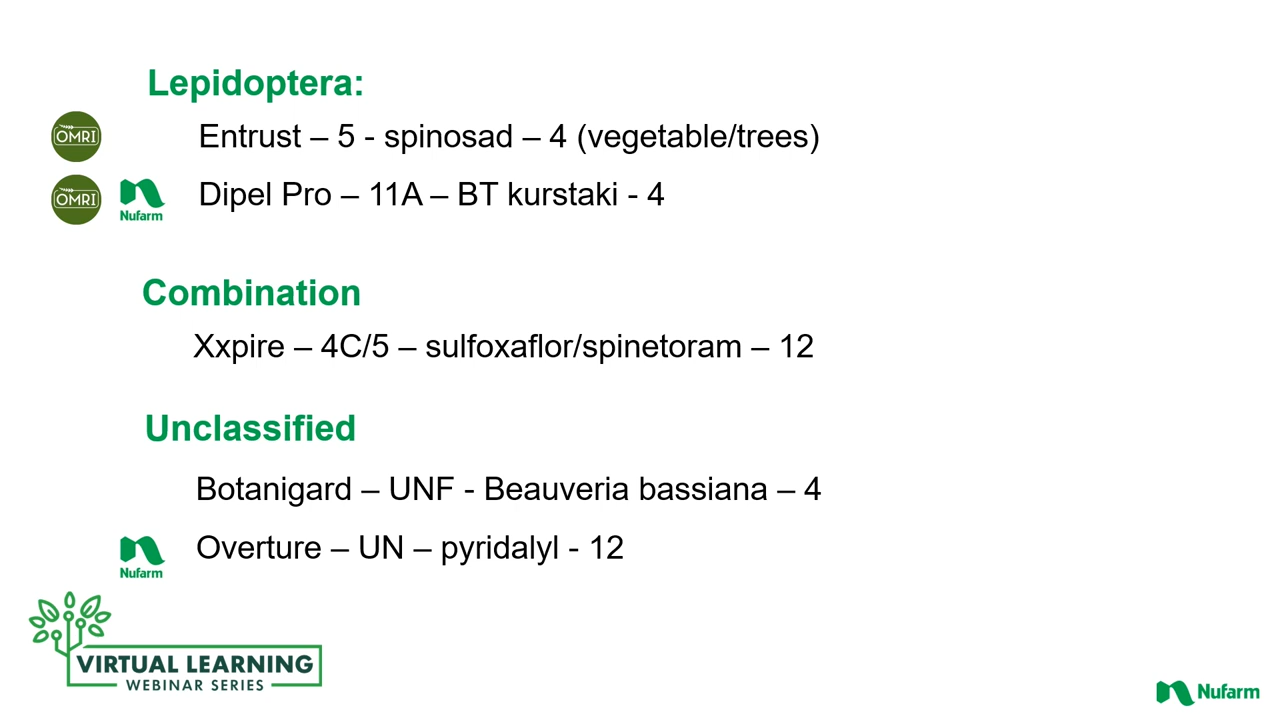 Lepidoptera:
OMRI
Entrust – 5 - spinosad – 4 (vegetable/trees)
OMRI
Nufarm
Dipel Pro – 11A – BT kurstaki - 4
Combination
Xxpire – 4C/5 – sulfoxaflor/spinetoram – 12
Unclassified
Botanigard – UNF - Beauveria bassiana – 4
Nufarm
Overture – UN – pyridalyl - 12
VIRTUAL LEARNING
WEBINAR SERIES
Nufarm